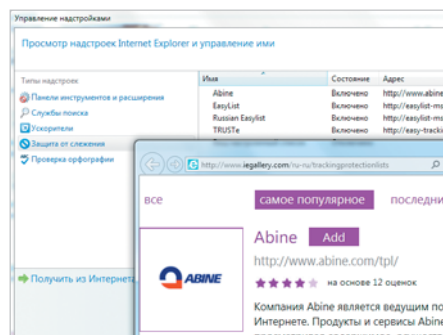 Управление надстройками
Просмотр надстроек Internet Explorer и управление ими
Типы надстроек
Панели инструментов и расширения
Службы поиска
Ускорители
Защита от слежения
Проверка орфографии
Получить из Интернета
Имя Состояние Адрес
Abine Включено http://www.abine
EasyList Включено http://easylist-ms
Russian Easylist Включено http://easylist-ms
TRUSTe Включено http://easy-tracki
http://www.iegallery.com/ru-ru/trackingprotectionlists
все самое популярное последни
ABINE
Abine Add
http://www.abine.com/tpl/
на основе 12 оценок
Компания Abine является ведущим по
Интернете. Продукты и сервисы Abine